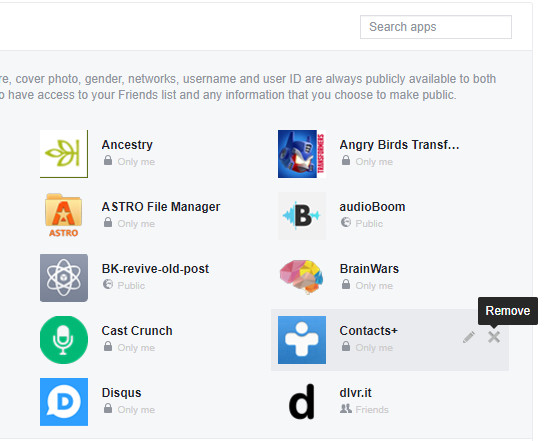 Search apps
re, cover photo, gender, networks, username and user ID are always publicly available to both
o have access to your Friends list and any information that you choose to make public.
Ancestry
Only me
TRANSFORMERS
Angry Birds Transf...
Only me
ASTRO
ASTRO File Manager
Only me
B
audioBoom
Public
BK-revive-old-post
Public
BrainWars
Only me
Remove
Cast Crunch
Only me
Contacts+
Only me
D
Disqus
Only me
d
dlvr.it
Friends